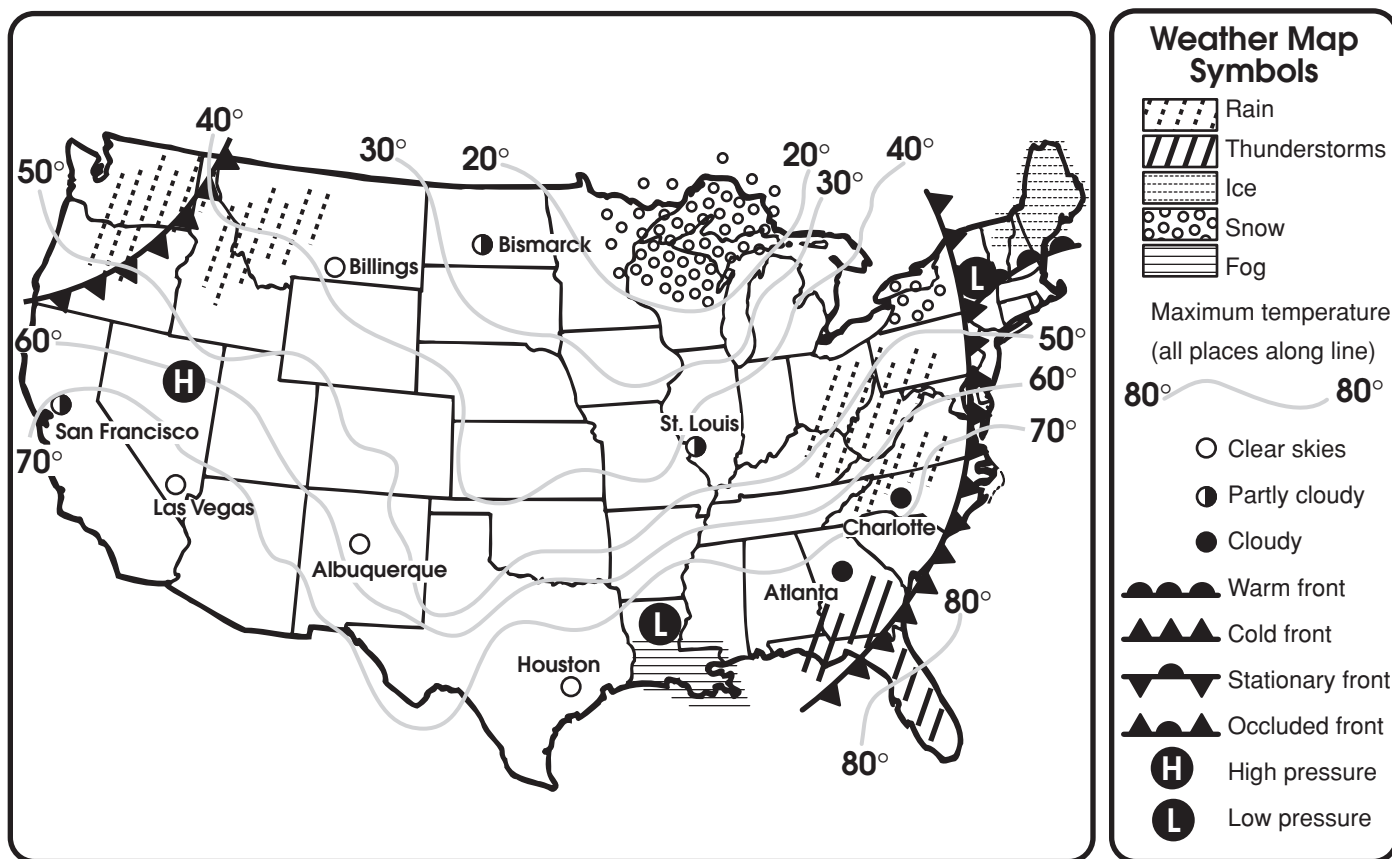 40°
30°
20°
20°
40°
50°
30°
Bismarck
Billings
60°
50°
H
L
60°
San Francisco
St. Louis
70°
70°
Las Vegas
Charlotte
Albuquerque
Atlanta
80°
L
Houston
80°
Weather Map
Symbols
Rain
Thunderstorms
Ice
Snow
Fog
Maximum temperature
(all places along line)
80° 80°
Clear skies
Partly cloudy
Cloudy
Warm front
Cold front
Stationary front
Occluded front
H High pressure
L Low pressure